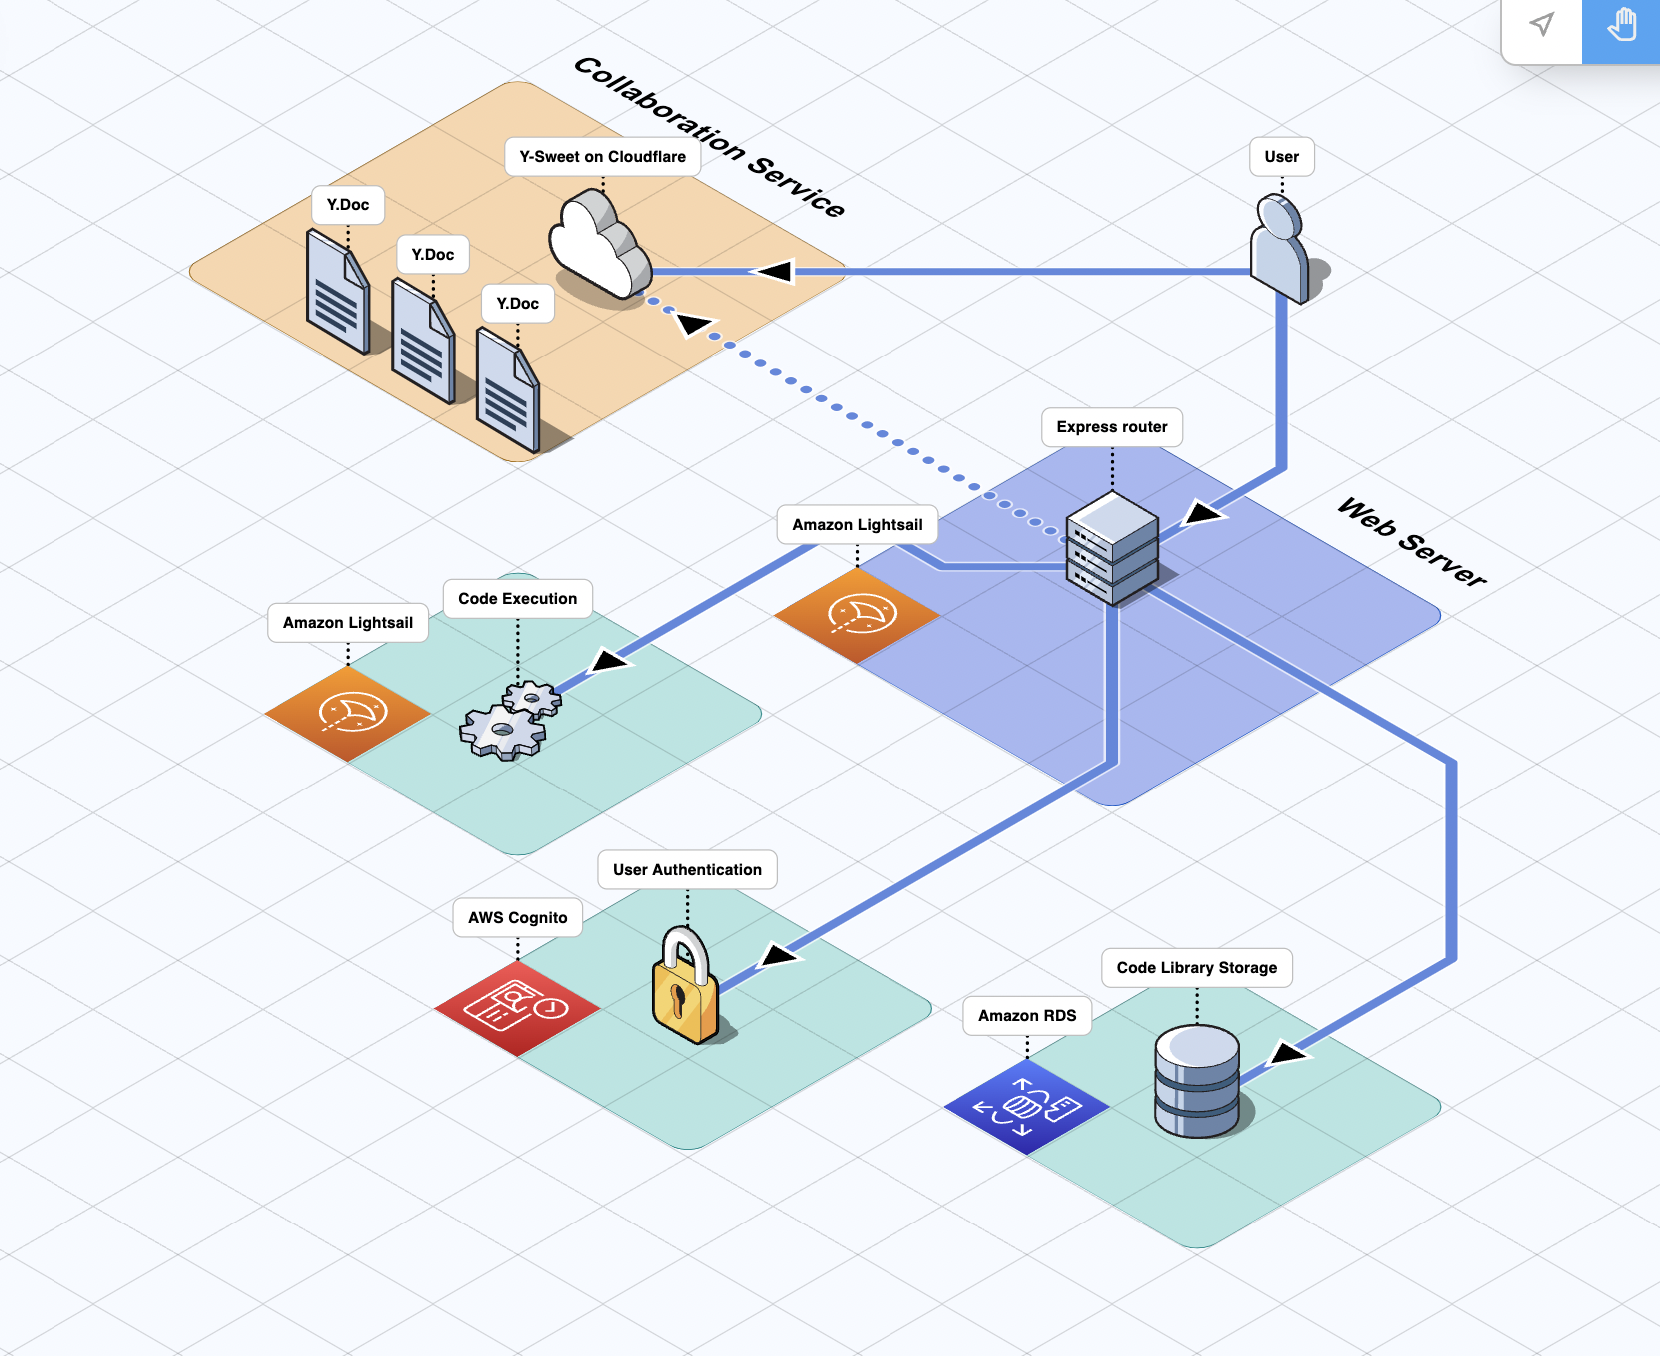 Collaboration Service
Y-Sweet on Cloudflare
User
Y.Doc
Y.Doc
Y.Doc
Express router
Web Server
Amazon Lightsail
Code Execution
Amazon Lightsail
User Authentication
AWS Cognito
Code Library Storage
Amazon RDS